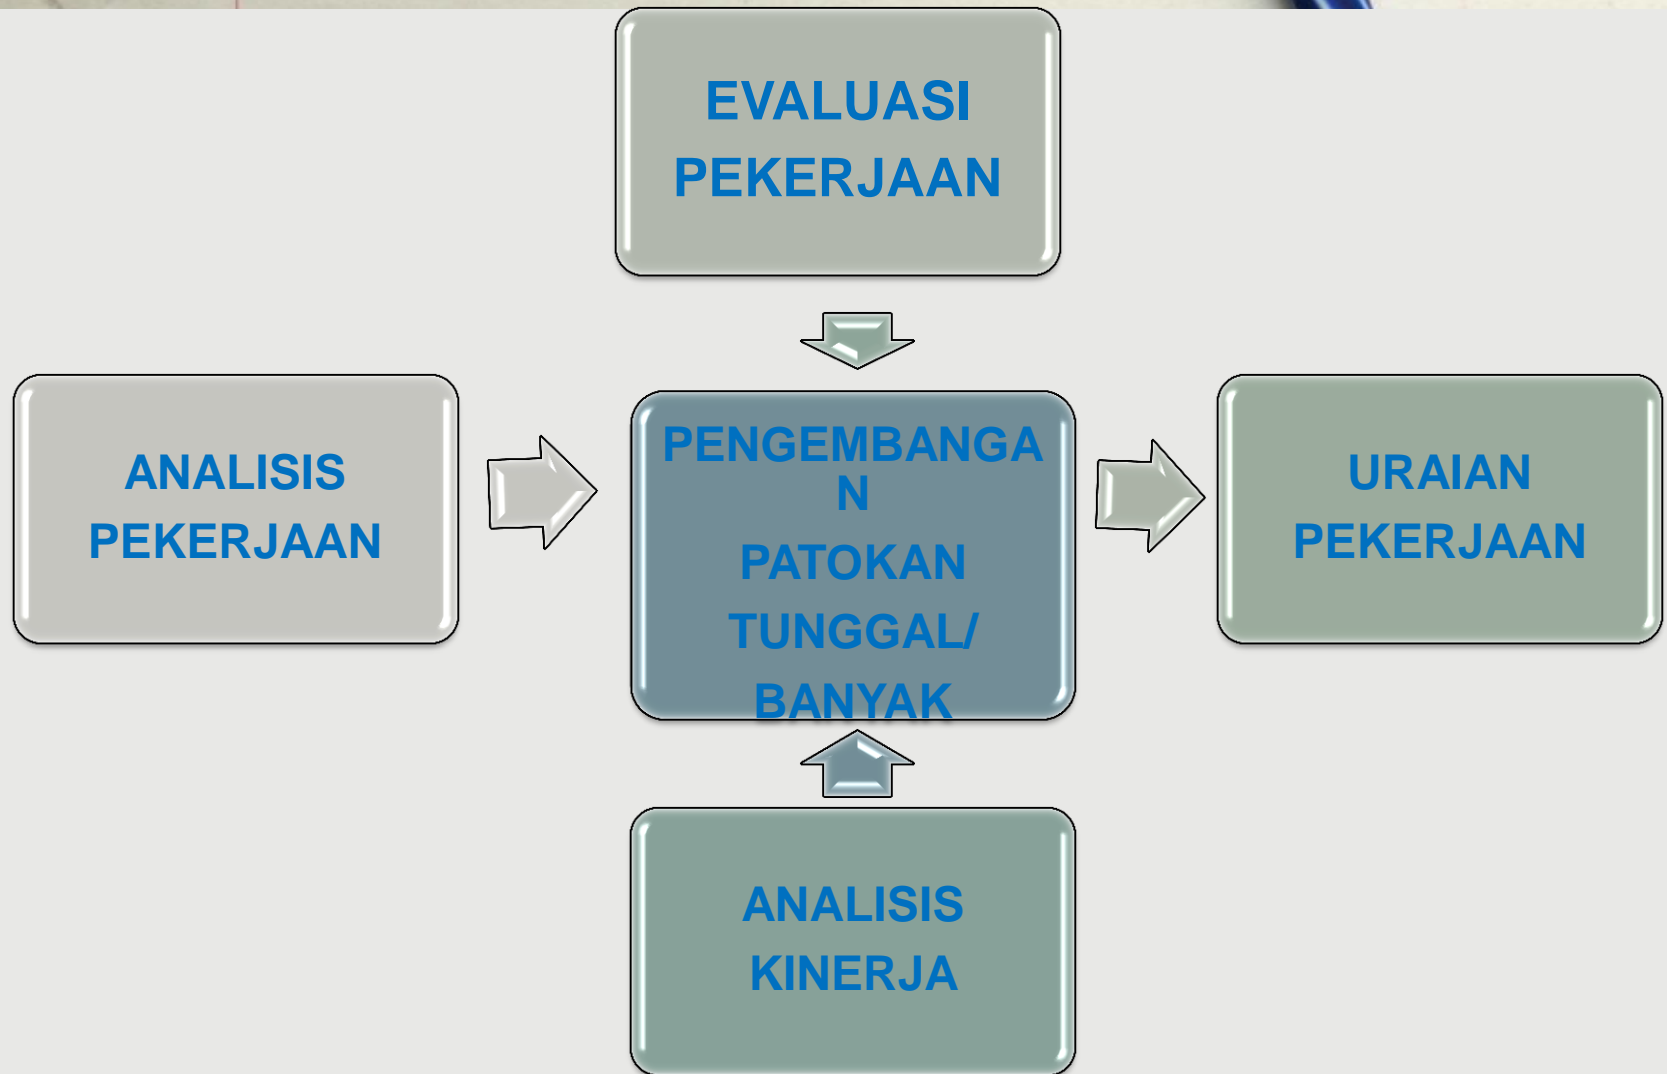 EVALUASI
PEKERJAAN
ANALISIS
PEKERJAAN
PENGEMBANGA
N
PATOKAN
TUNGGAL/
BANYAK
URAIAN
PEKERJAAN
ANALISIS
KINERJA